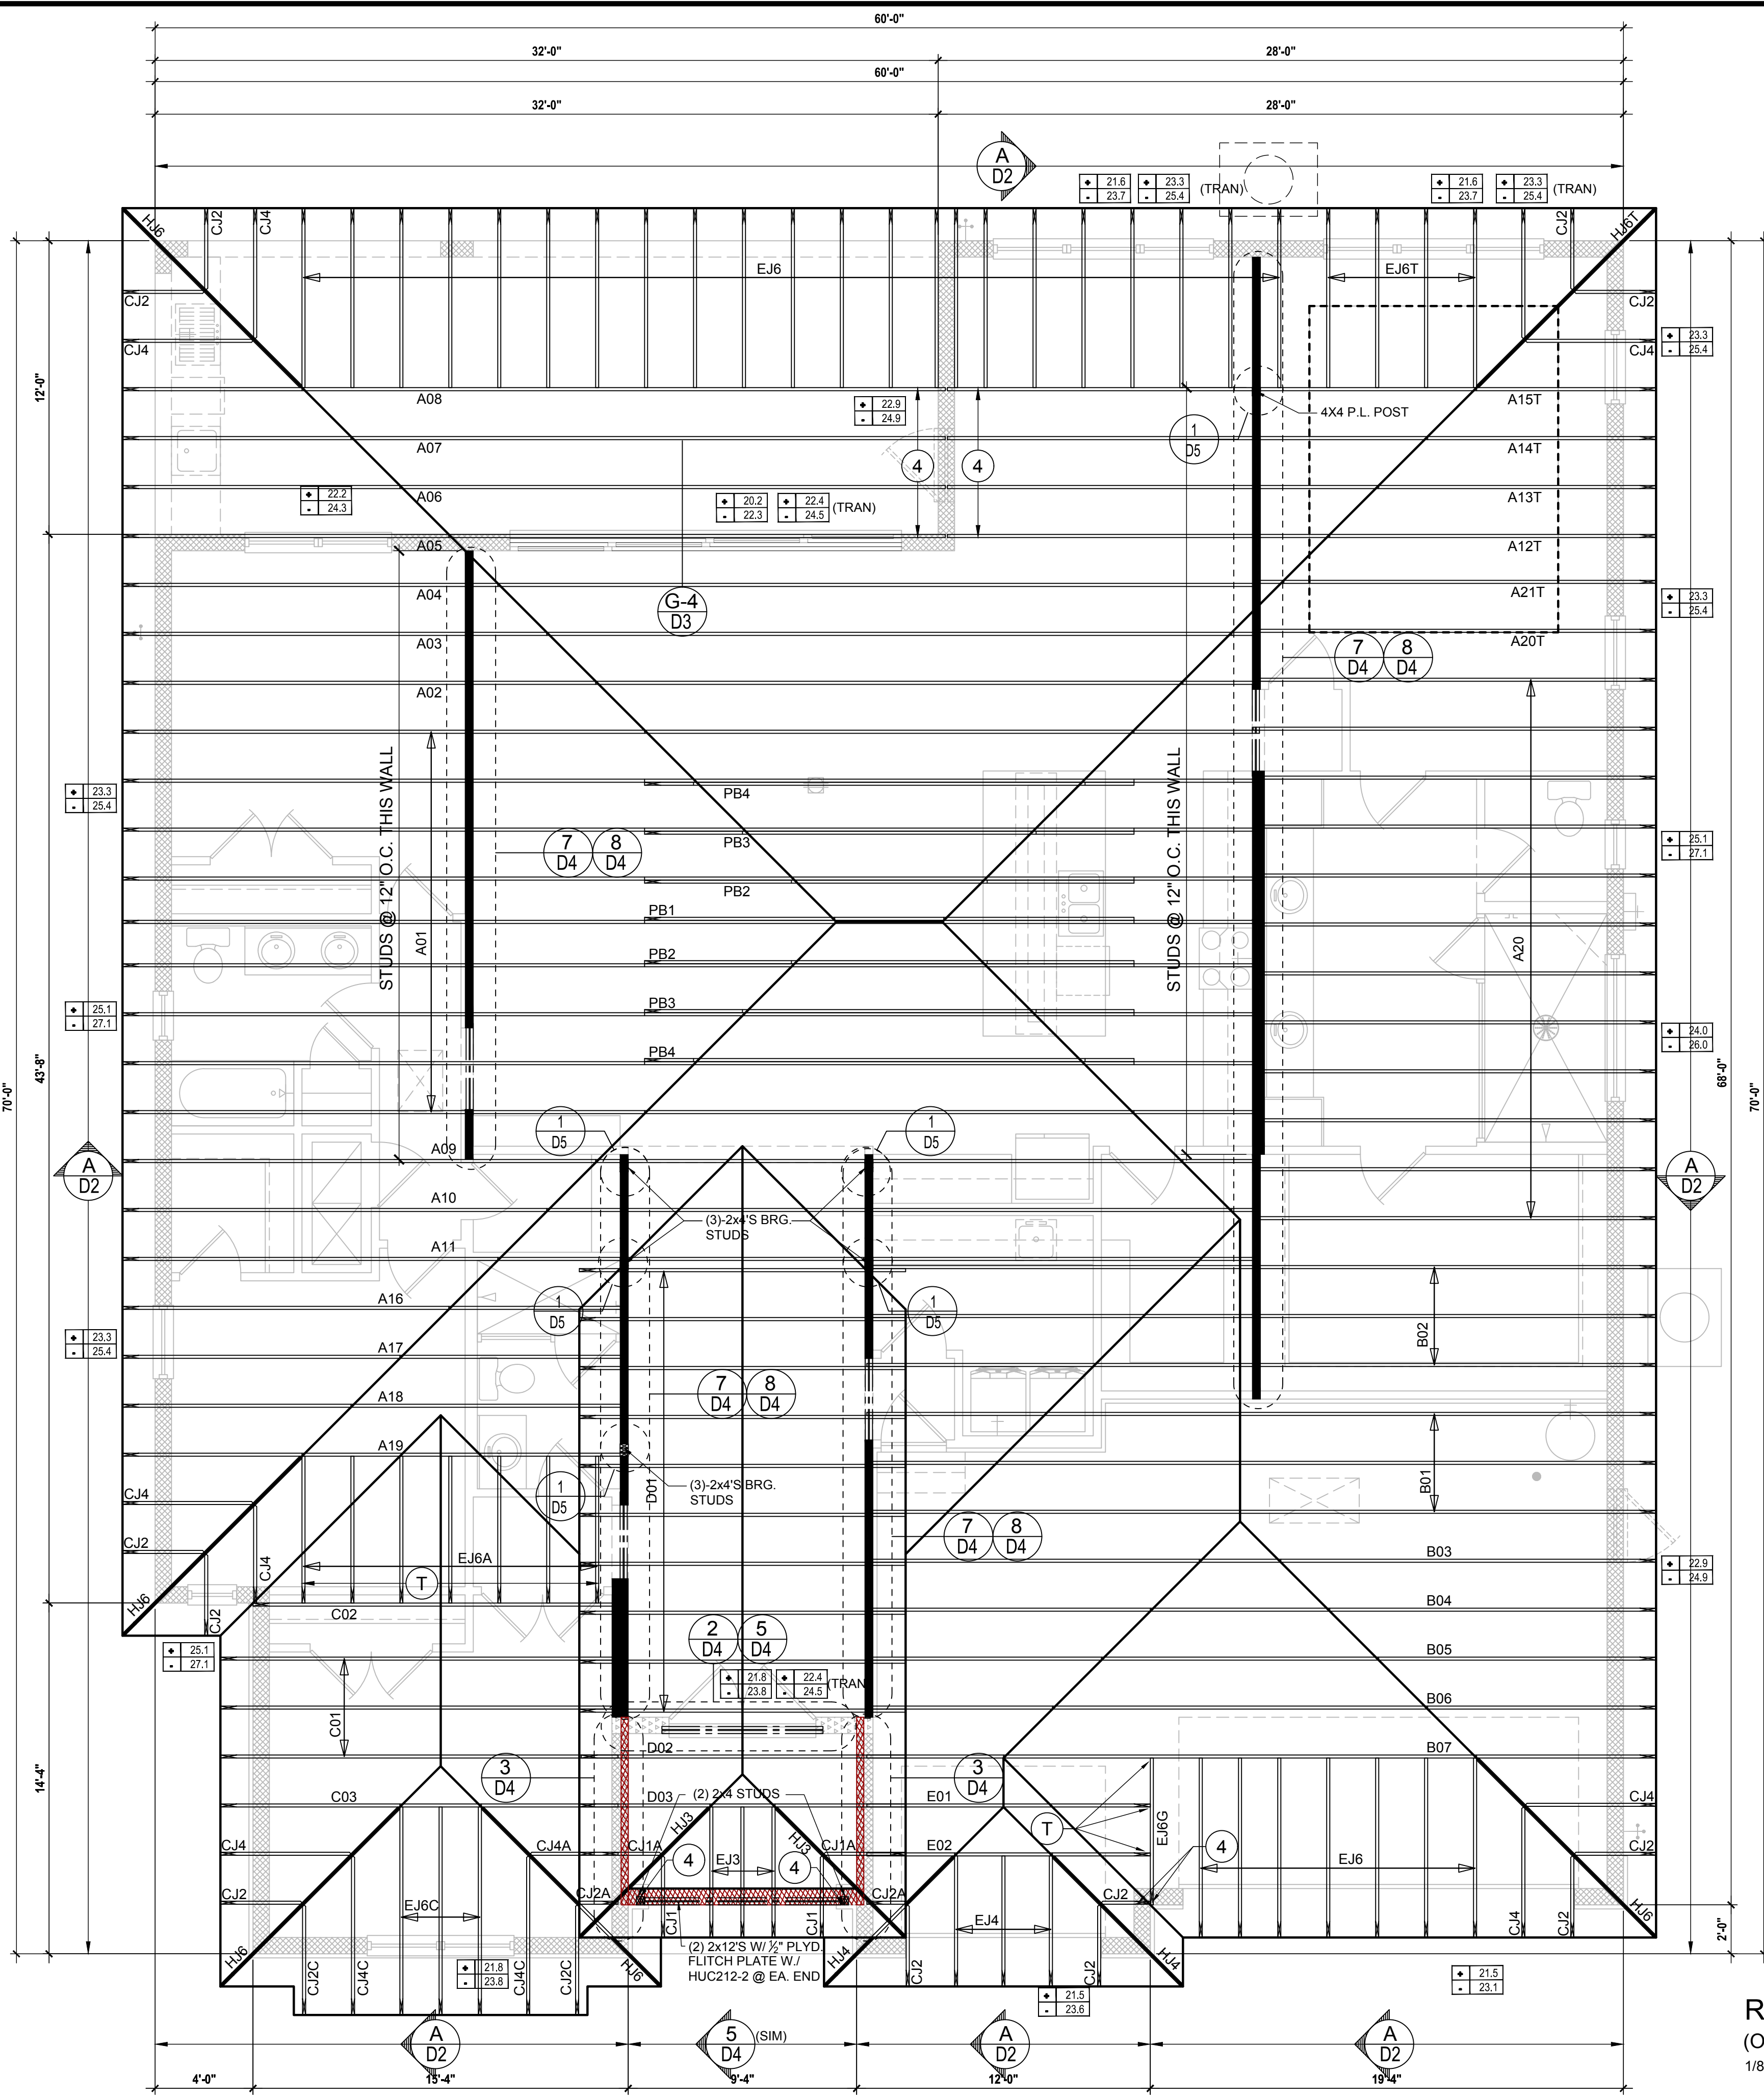 60'-0"
32'-0" 28'-0"
60'-0"
32'-0" 28'-0"
A
D2
+ 21.6 + 23.3 (TRAN) + 21.6 + 23.3 (TRAN)
- 23.7 - 25.4 - 23.7 - 25.4
HJ6 CJ2 CJ4 CJ2 HJ6T
EJ6 EJ6T
CJ2 CJ2
CJ4 CJ4
+ 23.3
- 25.4
12'-0"
A08 A15T
+ 22.9
- 24.9
4X4 P.L. POST
1
D5
A07 A14T
4 4
A06 A13T
+ 22.2
- 24.3
+ 20.2 + 22.4 (TRAN)
- 22.3 - 24.5
A05 A12T
A04 A21T
G-4
D3
+ 23.3
- 25.4
A03 A20T
7 8
D4 D4
A02
STUDS @ 12" O.C. THIS WALL
STUDS @ 12" O.C. THIS WALL
+ 23.3
- 25.4
PB4
PB3
7 8
D4 D4
+ 25.1
- 27.1
PB2
PB1
A01
A20
PB2
PB3
+ 25.1
- 27.1
+ 24.0
- 26.0
PB4
70'-0"
43'-8"
68'-0"
70'-0"
1
D5
1
D5
A09
A
D2
A
D2
A10
(3)-2x4'S BRG.
STUDS
A11
A16
1
D5
1
D5
B02
+ 23.3
- 25.4
A17
7 8
D4 D4
A18
A19
B01
(3)-2x4'S BRG.
STUDS
1
D5
D01
CJ4
7 8
D4 D4
CJ2
CJ4
EJ6A
B03
T
+ 22.9
- 24.9
HJ6
CJ2
C02
B04
2 5
D4 D4
+ 25.1
- 27.1
B05
+ 21.8 + 22.4 (TRAN
- 23.8 - 24.5
B06
C01
D02
B07
14'-4"
3
D4
3
D4
C03
D03
(2) 2x4 STUDS
E01
CJ4
HJ3
HJ3
T
EJ6G
CJ4
CJ4A
CJ1A
CJ1A
E02
4
CJ2
EJ3
4
4
EJ6
CJ2
CJ2A
CJ2A
CJ2
EJ6C
CJ1
CJ1
EJ4
CJ4
CJ2
HJ6
2'-0"
(2) 2x12'S W/ ½" PLYD.
FLITCH PLATE W./
HUC212-2 @ EA. END
HJ6
HJ6
HJ4
HJ4
CJ2C
CJ4C
CJ4C
CJ2C
CJ2
CJ2
+ 21.8
- 23.8
+ 21.5
- 23.6
+ 21.5
- 23.1
R
(O
1/8
A
D2
5
D4
(SIM)
A
D2
A
D2
4'-0" 15'-4" 9'-4" 12'-0" 19'-4"